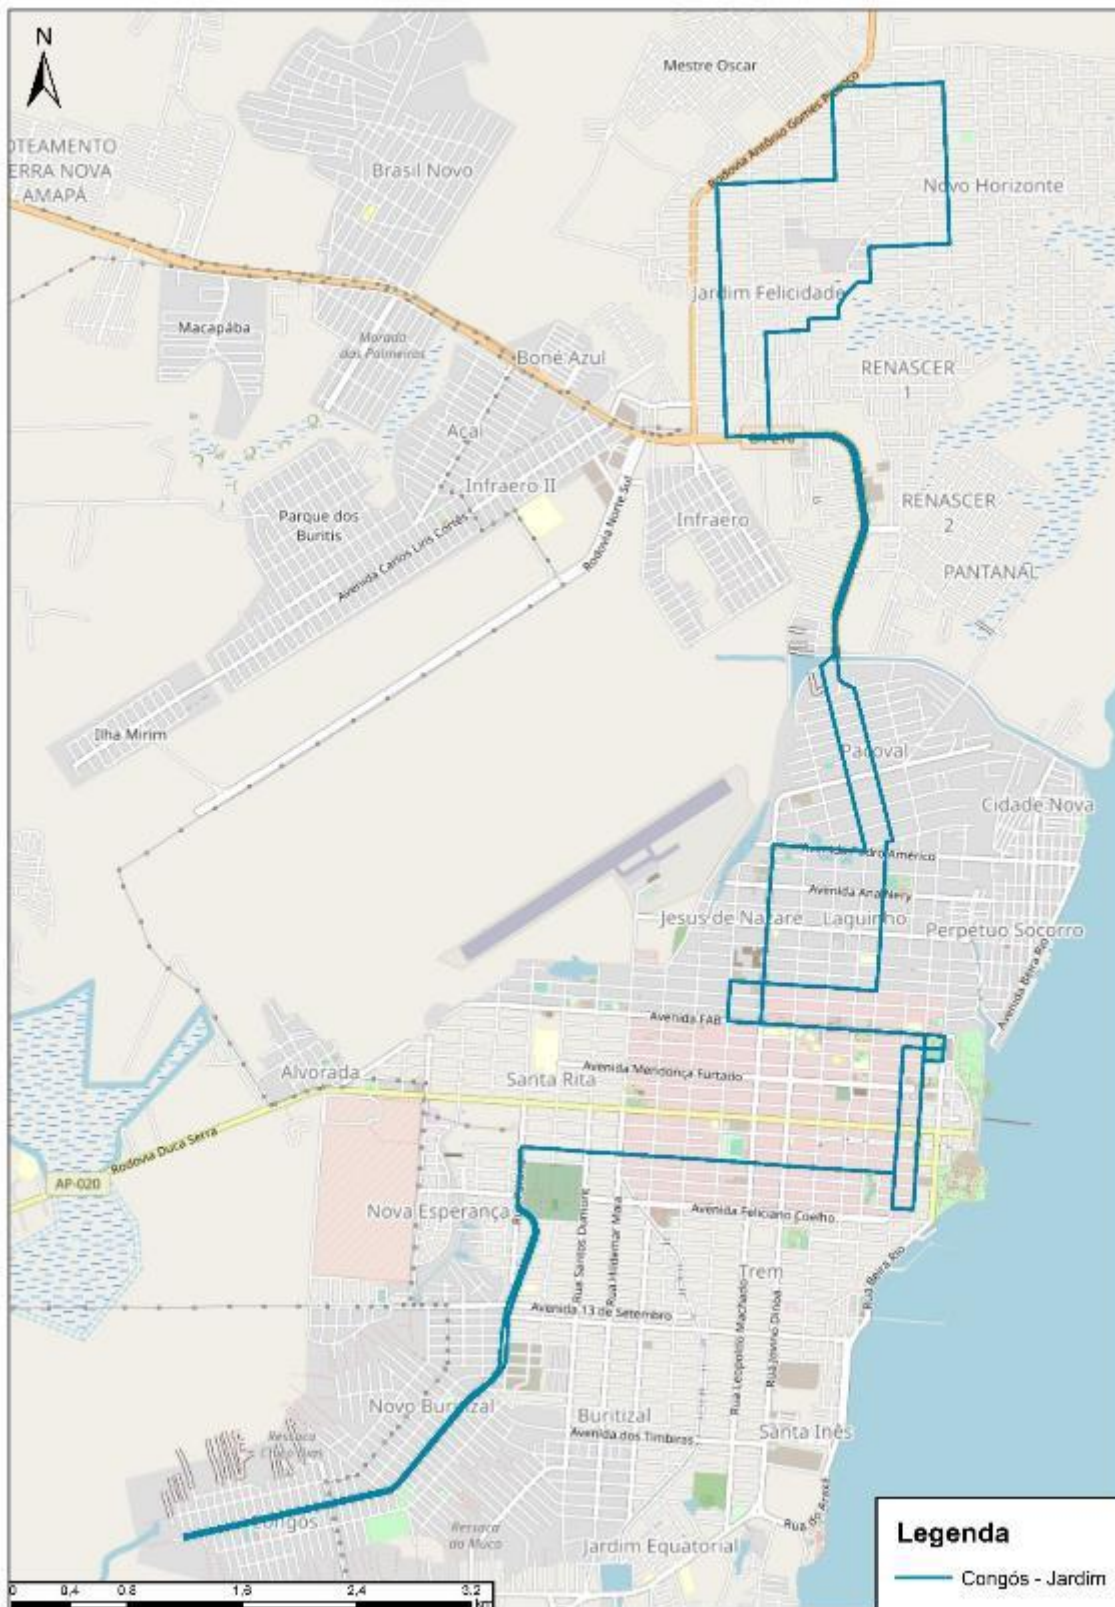 N
Mestre Oscar
Rodovia Antônio Gomes
OTEAMENTO
ERRA NOVA
AMAPÁ
Brasil Novo
Novo Horizonte
Jardim Felicidade
Macapába
Morada
das Palmeiras
Boné Azul
RENASCER
1
Açaí
Infraero II
Parque dos
Buritis
Avenida Carlos Lins Cortés
Rodovia Norte Sul
Infraero
RENASCER
2
PANTANAL
Ilha Mirim
Pacoval
Cidade Nova
Avenida Pedro Américo
Avenida Ana Nery
Jesus de Nazaré
Laguinho
Perpétuo Socorro
Avenida Beira Rio
Avenida FAB
Alvorada
Santa Rita
Avenida Mendonça Furtado
Rodovia Duca Serra
AP-020
Nova Esperança
Rua Santos Dumont
Rua Hildemar Maia
Avenida Feliciano Coelho
Rua Beira Rio
Trem
Avenida 13 de Setembro
Rua Leopoldo Machado
Rua Jovino Dinoá
Novo Buritizal
Buritizal
Avenida dos Timbiras
Santa Inês
Ressaca
Chico Dias
Congós
Ressaca
do Muca
Jardim Equatorial
Rua do Araxá
Legenda
Congós - Jardim
0 0,4 0,8 1,6 2,4 3,2
km